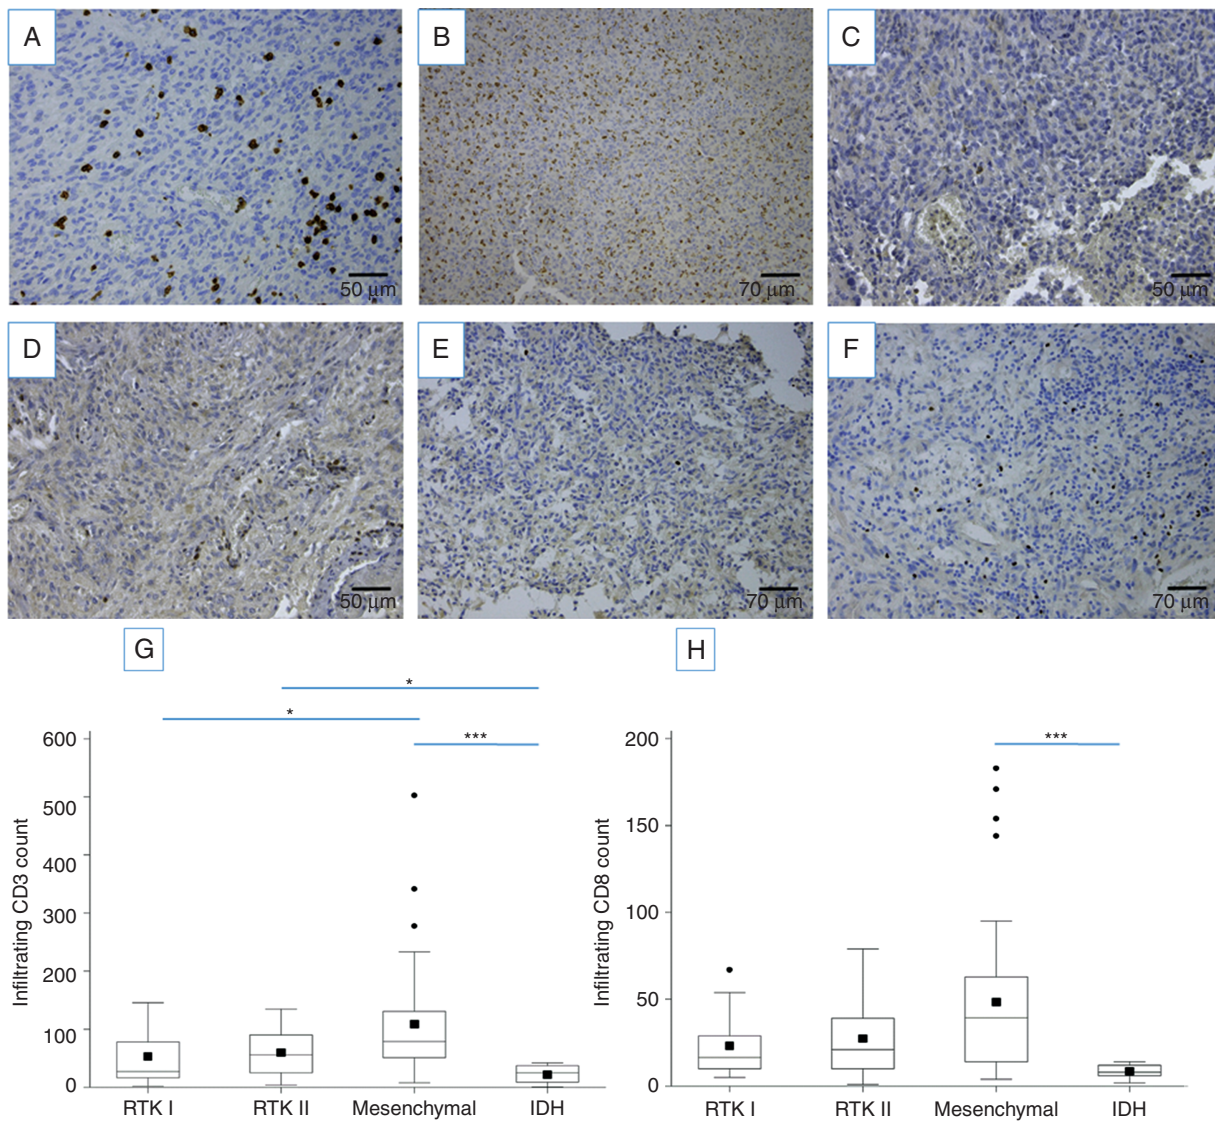 A
B
C
50 μm
70 μm
50 μm
D
E
F
50 μm
70 μm
70 μm
G
H
*
*
***
***
600
500
400
300
200
100
0
Infiltrating CD3 count
RTK I
RTK II
Mesenchymal
IDH
200
150
100
50
0
Infiltrating CD8 count
RTK I
RTK II
Mesenchymal
IDH